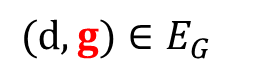 (d, g) ∈ E_G